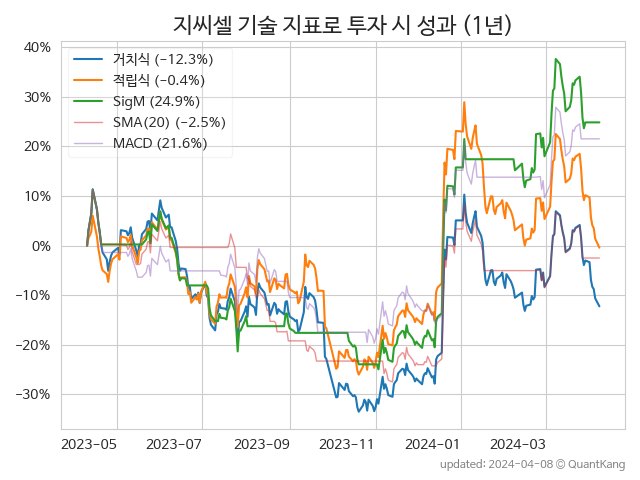 지씨셀 기술 지표로 투자 시 성과 (1년)
40%
30%
20%
10%
0%
−10%
−20%
−30%
거치식 (−12.3%)
적립식 (−0.4%)
SigM (24.9%)
SMA(20) (−2.5%)
MACD (21.6%)
2023-05 2023-07 2023-09 2023-11 2024-01 2024-03
updated: 2024-04-08 © QuantKang